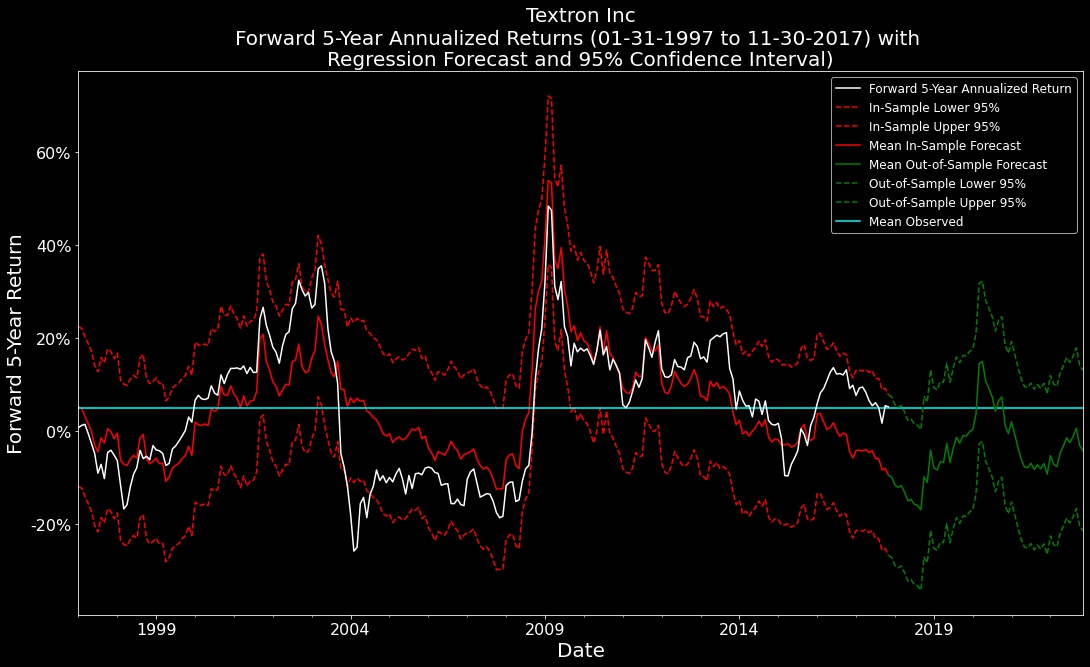 Textron Inc
Forward 5-Year Annualized Returns (01-31-1997 to 11-30-2017) with
Regression Forecast and 95% Confidence Interval)
Forward 5-Year Annualized Return
In-Sample Lower 95%
In-Sample Upper 95%
Mean In-Sample Forecast
Mean Out-of-Sample Forecast
Out-of-Sample Lower 95%
Out-of-Sample Upper 95%
Mean Observed
Forward 5-Year Return
60%
40%
20%
0%
-20%
1999
2004
2009
2014
2019
Date